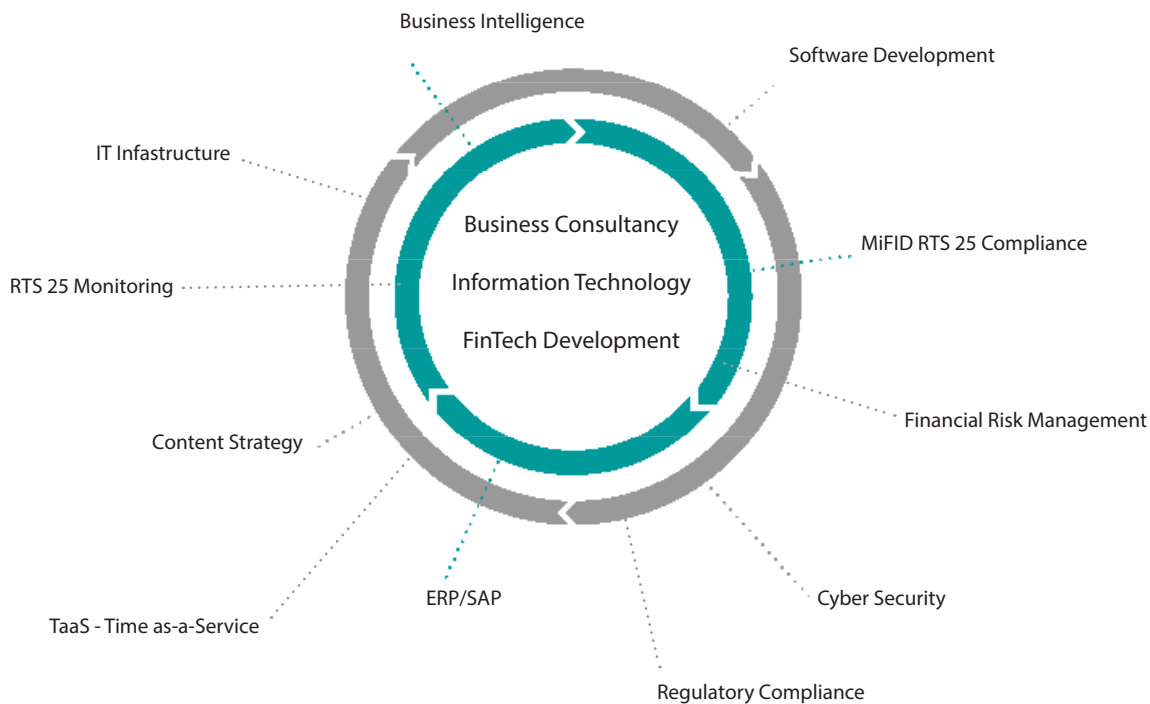 Business Intelligence
Software Development
IT Infastructure
Business Consultancy
MiFID RTS 25 Compliance
Information Technology
RTS 25 Monitoring
FinTech Development
Financial Risk Management
Content Strategy
ERP/SAP
Cyber Security
TaaS - Time as-a-Service
Regulatory Compliance